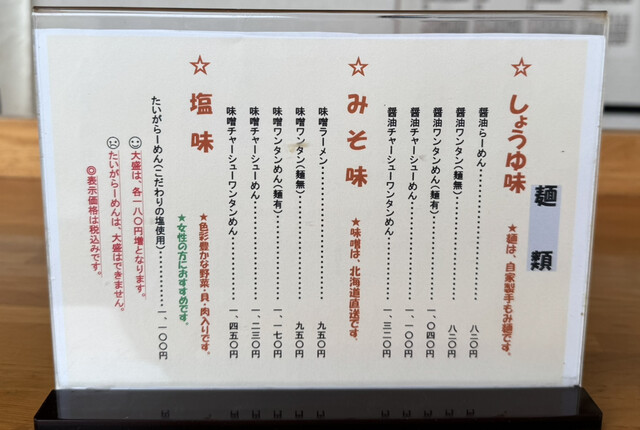 麺類
☆しょうゆ味
★麺は、自家製手もみ麺です。
醤油らーめん‥‥‥‥‥‥八二〇円
醤油ワンタン(麺無)‥‥‥‥‥‥八二〇円
醤油ワンタンめん(麺有)‥‥‥‥‥‥一、〇四〇円
醤油チャーシューめん‥‥‥‥‥‥一、一〇〇円
醤油チャーシューワンタンめん‥‥‥‥‥‥一、三二〇円
☆みそ味
★味噌は、北海道直送です。
味噌ラーメン‥‥‥‥‥‥九五〇円
味噌ワンタン(麺無)‥‥‥‥‥‥九五〇円
味噌ワンタンめん(麺有)‥‥‥‥‥‥一、一七〇円
味噌チャーシューめん‥‥‥‥‥‥一、二三〇円
味噌チャーシューワンタンめん‥‥‥‥‥‥一、四五〇円
☆塩味
★色彩豊かな野菜・貝・肉入りです。
★女性の方におすすめです。
たいがらーめん(こだわりの塩使用)‥‥‥‥‥‥一、一〇〇円
大盛は、各一八〇円増となります。
たいがらーめんは、大盛はできません。
◎表示価格は税込みです。